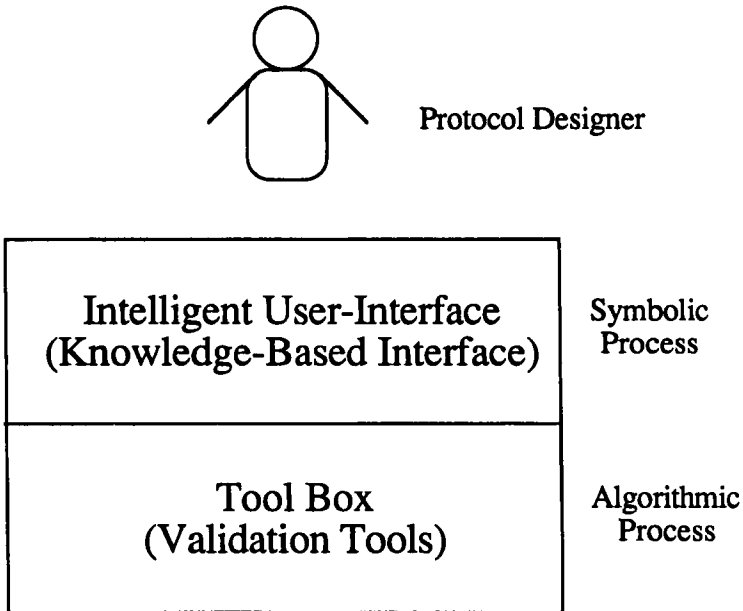 Protocol Designer
Intelligent User-Interface
(Knowledge-Based Interface)
Symbolic
Process
Tool Box
(Validation Tools)
Algorithmic
Process